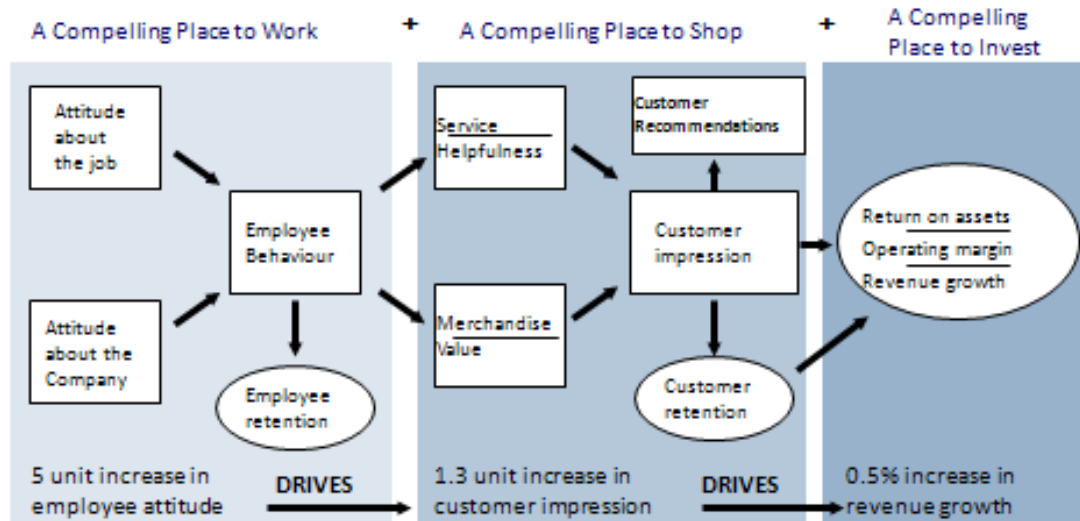 A Compelling Place to Work
+
A Compelling Place to Shop
+
A Compelling
Place to Invest
Attitude
about
the job
Attitude
about the
Company
Employee
Behaviour
Employee
retention
Service
Helpfulness
Merchandise
Value
Customer
Recommendations
Customer
impression
Customer
retention
Return on assets
Operating margin
Revenue growth
5 unit increase in
employee attitude
DRIVES
1.3 unit increase in
customer impression
DRIVES
0.5% increase in
revenue growth